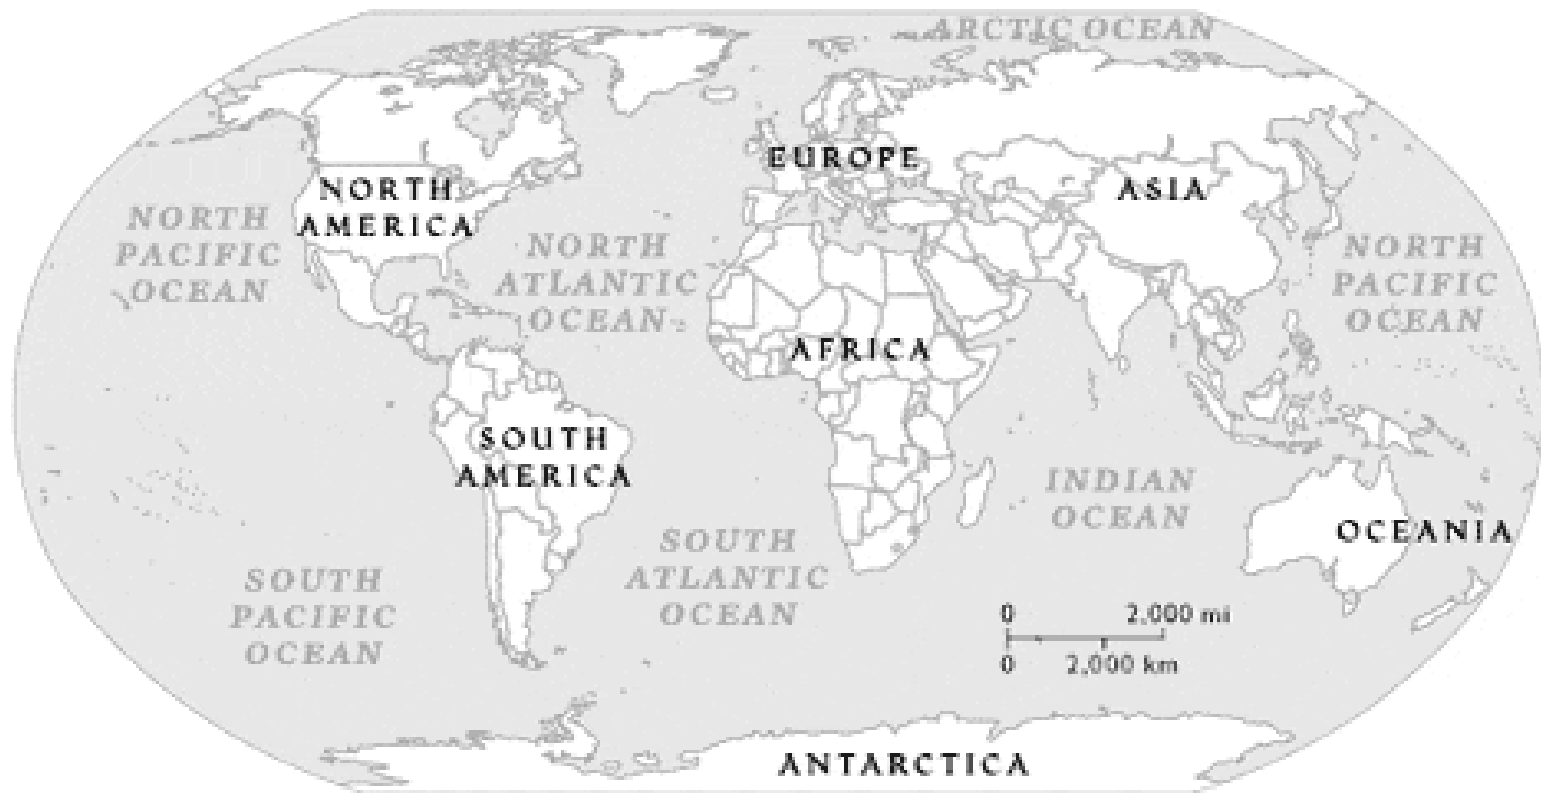 ARCTIC OCEAN
EUROPE
NORTH
AMERICA
ASIA
NORTH
PACIFIC
OCEAN
NORTH
ATLANTIC
OCEAN
NORTH
PACIFIC
OCEAN
AFRICA
SOUTH
AMERICA
INDIAN
OCEAN
OCEANIA
SOUTH
ATLANTIC
OCEAN
SOUTH
PACIFIC
OCEAN
0 2,000 mi
0 2,000 km
ANTARCTICA